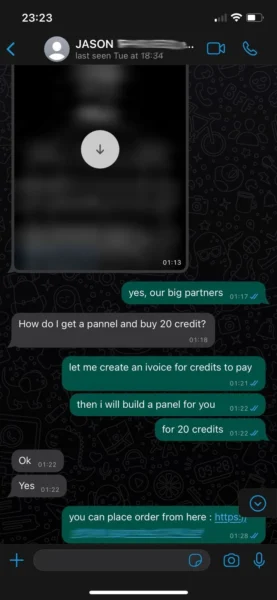 23:23
JASON
...
last seen Tue at 18:34
01:13
yes, our big partners 01:17
How do I get a pannel and buy 20 credit?
01:18
let me create an ivoice for credits to pay
01:21
then i will build a panel for you 01:22
for 20 credits 01:22
Ok 01:22
Yes 01:22
you can place order from here : https:/
01:28